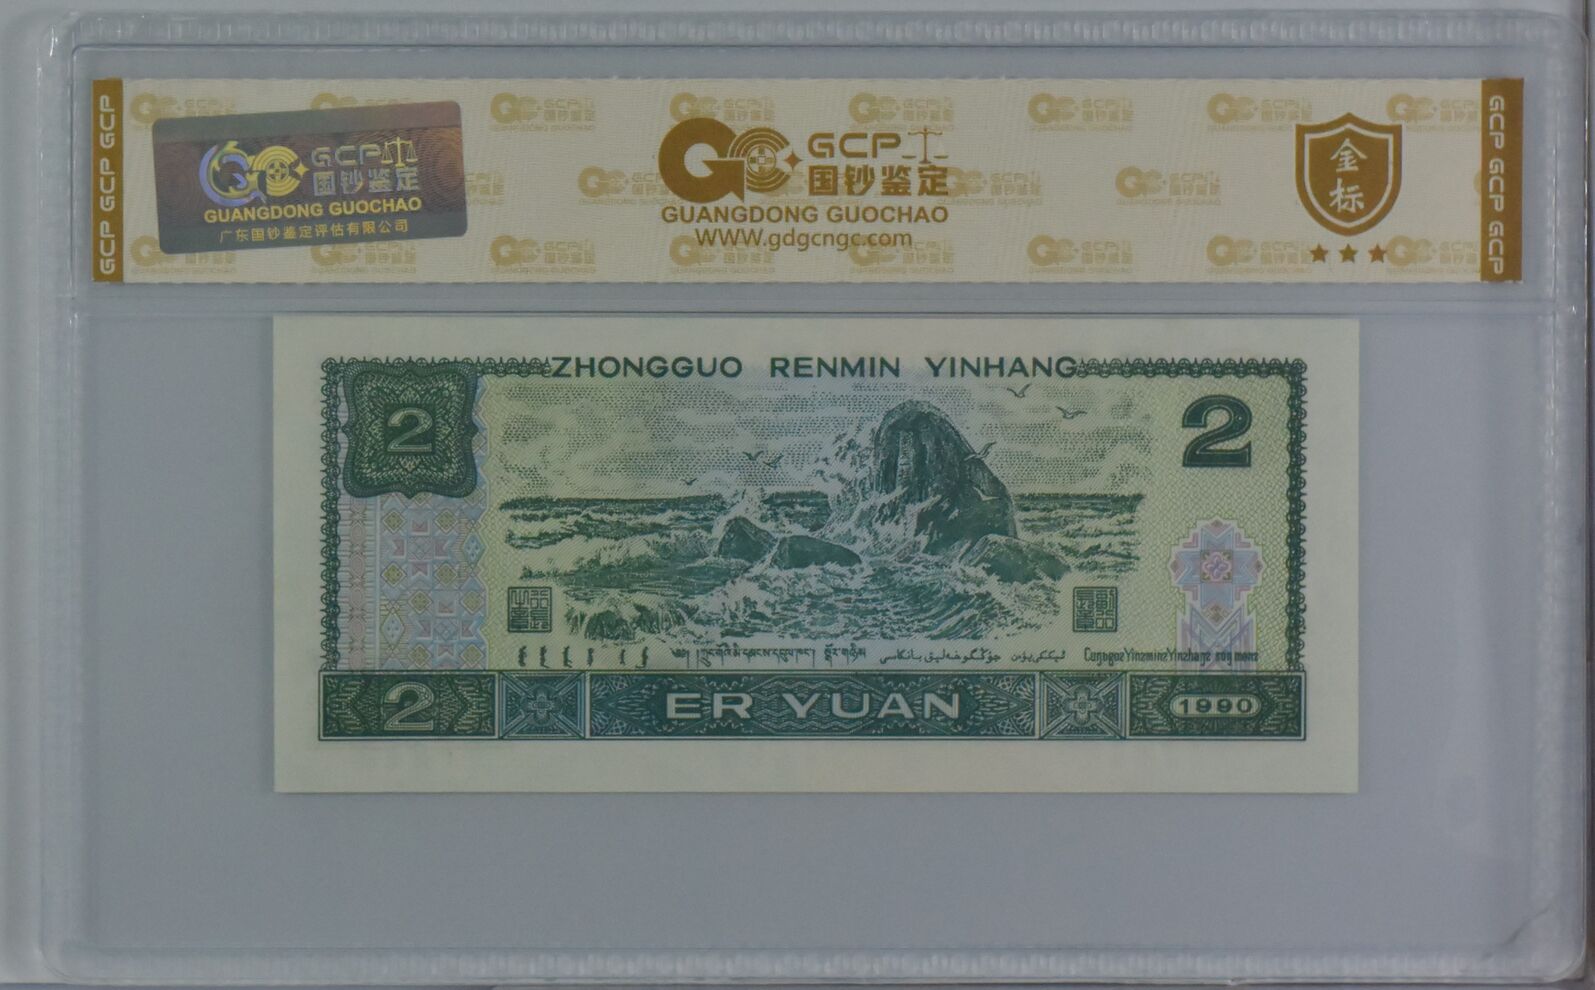 GCP GCP GCP
GCP 国钞鉴定
GUANGDONG GUOCHAO
广东国钞鉴定评估有限公司
GCP
国钞鉴定
GUANGDONG GUOCHAO
WWW.gdgcngc.com
金标
GCP GCP GCP
ZHONGGUO RENMIN YINHANG
2
2
2 ER YUAN 1990